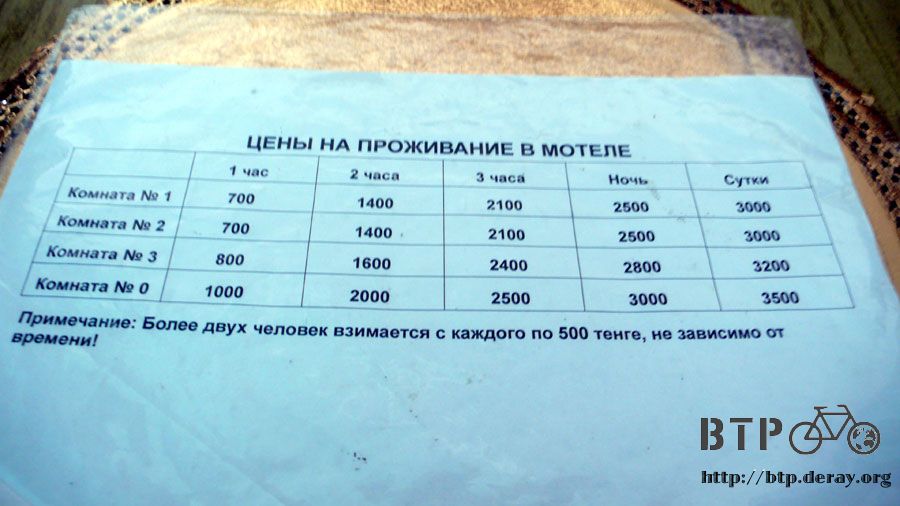 ЦЕНЫ НА ПРОЖИВАНИЕ В МОТЕЛЕ
1 час 2 часа 3 часа Ночь Сутки
Комната № 1 700 1400 2100 2500 3000
Комната № 2 700 1400 2100 2500 3000
Комната № 3 800 1600 2400 2800 3200
Комната № 0 1000 2000 2500 3000 3500
Примечание: Более двух человек взимается с каждого по 500 тенге, не зависимо от
времени!
BTP
http://btp.deray.org